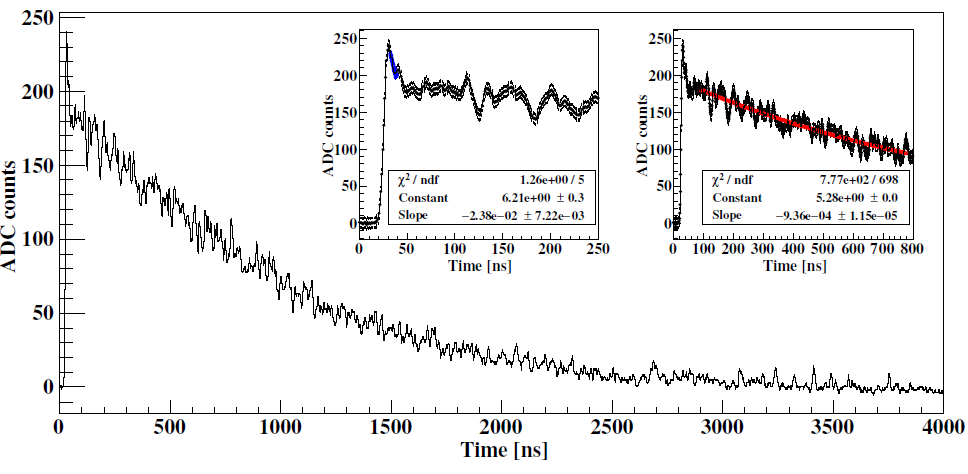 ADC counts
250
200
150
100
50
0
0 500 1000 1500 2000 2500 3000 3500 4000
Time [ns]
ADC counts
250
200
150
100
50
0
χ² / ndf 1.26e+00 / 5
Constant 6.21e+00 ± 0.3
Slope −2.38e−02 ± 7.22e−03
0 50 100 150 200 250
Time [ns]
ADC counts
250
200
150
100
50
0
χ² / ndf 7.77e+02 / 698
Constant 5.28e+00 ± 0.0
Slope −9.36e−04 ± 1.15e−05
0 100 200 300 400 500 600 700 800
Time [ns]